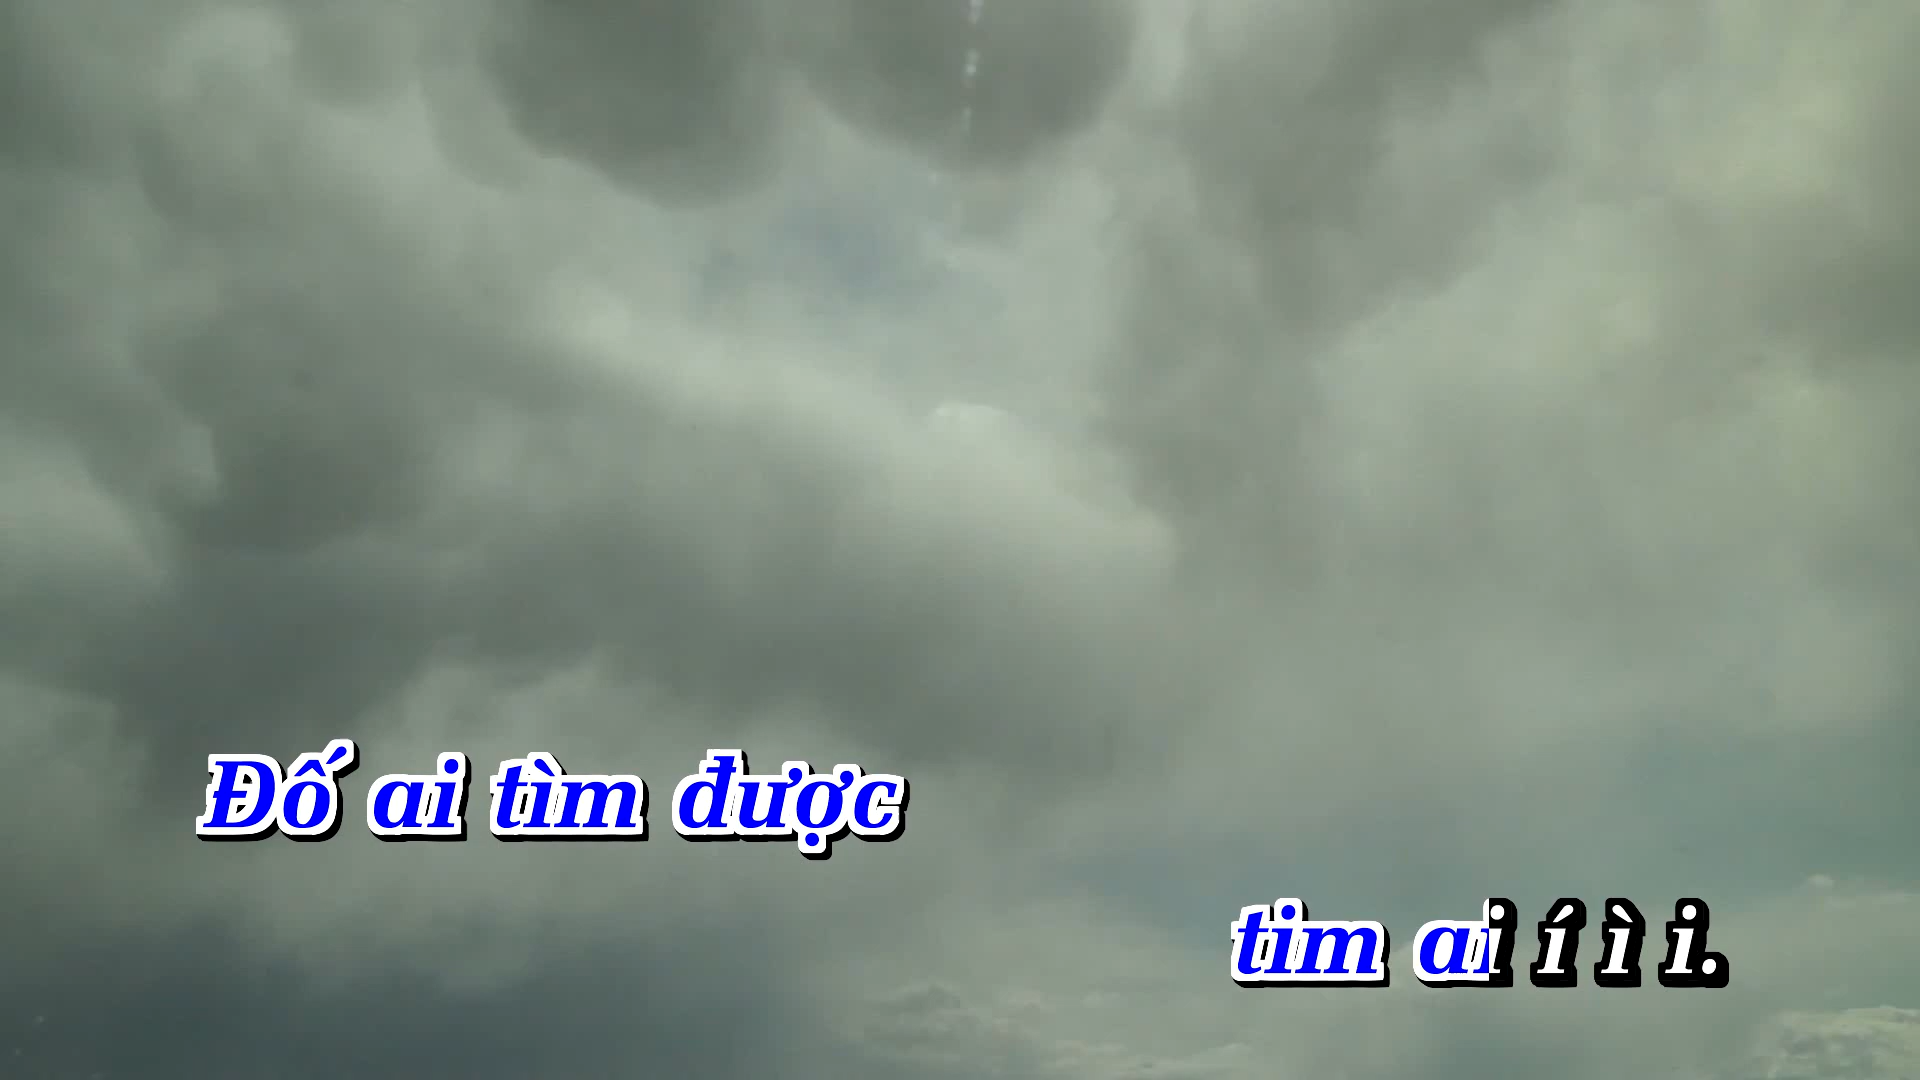 Đố ai tìm được
tim ai í ì i.